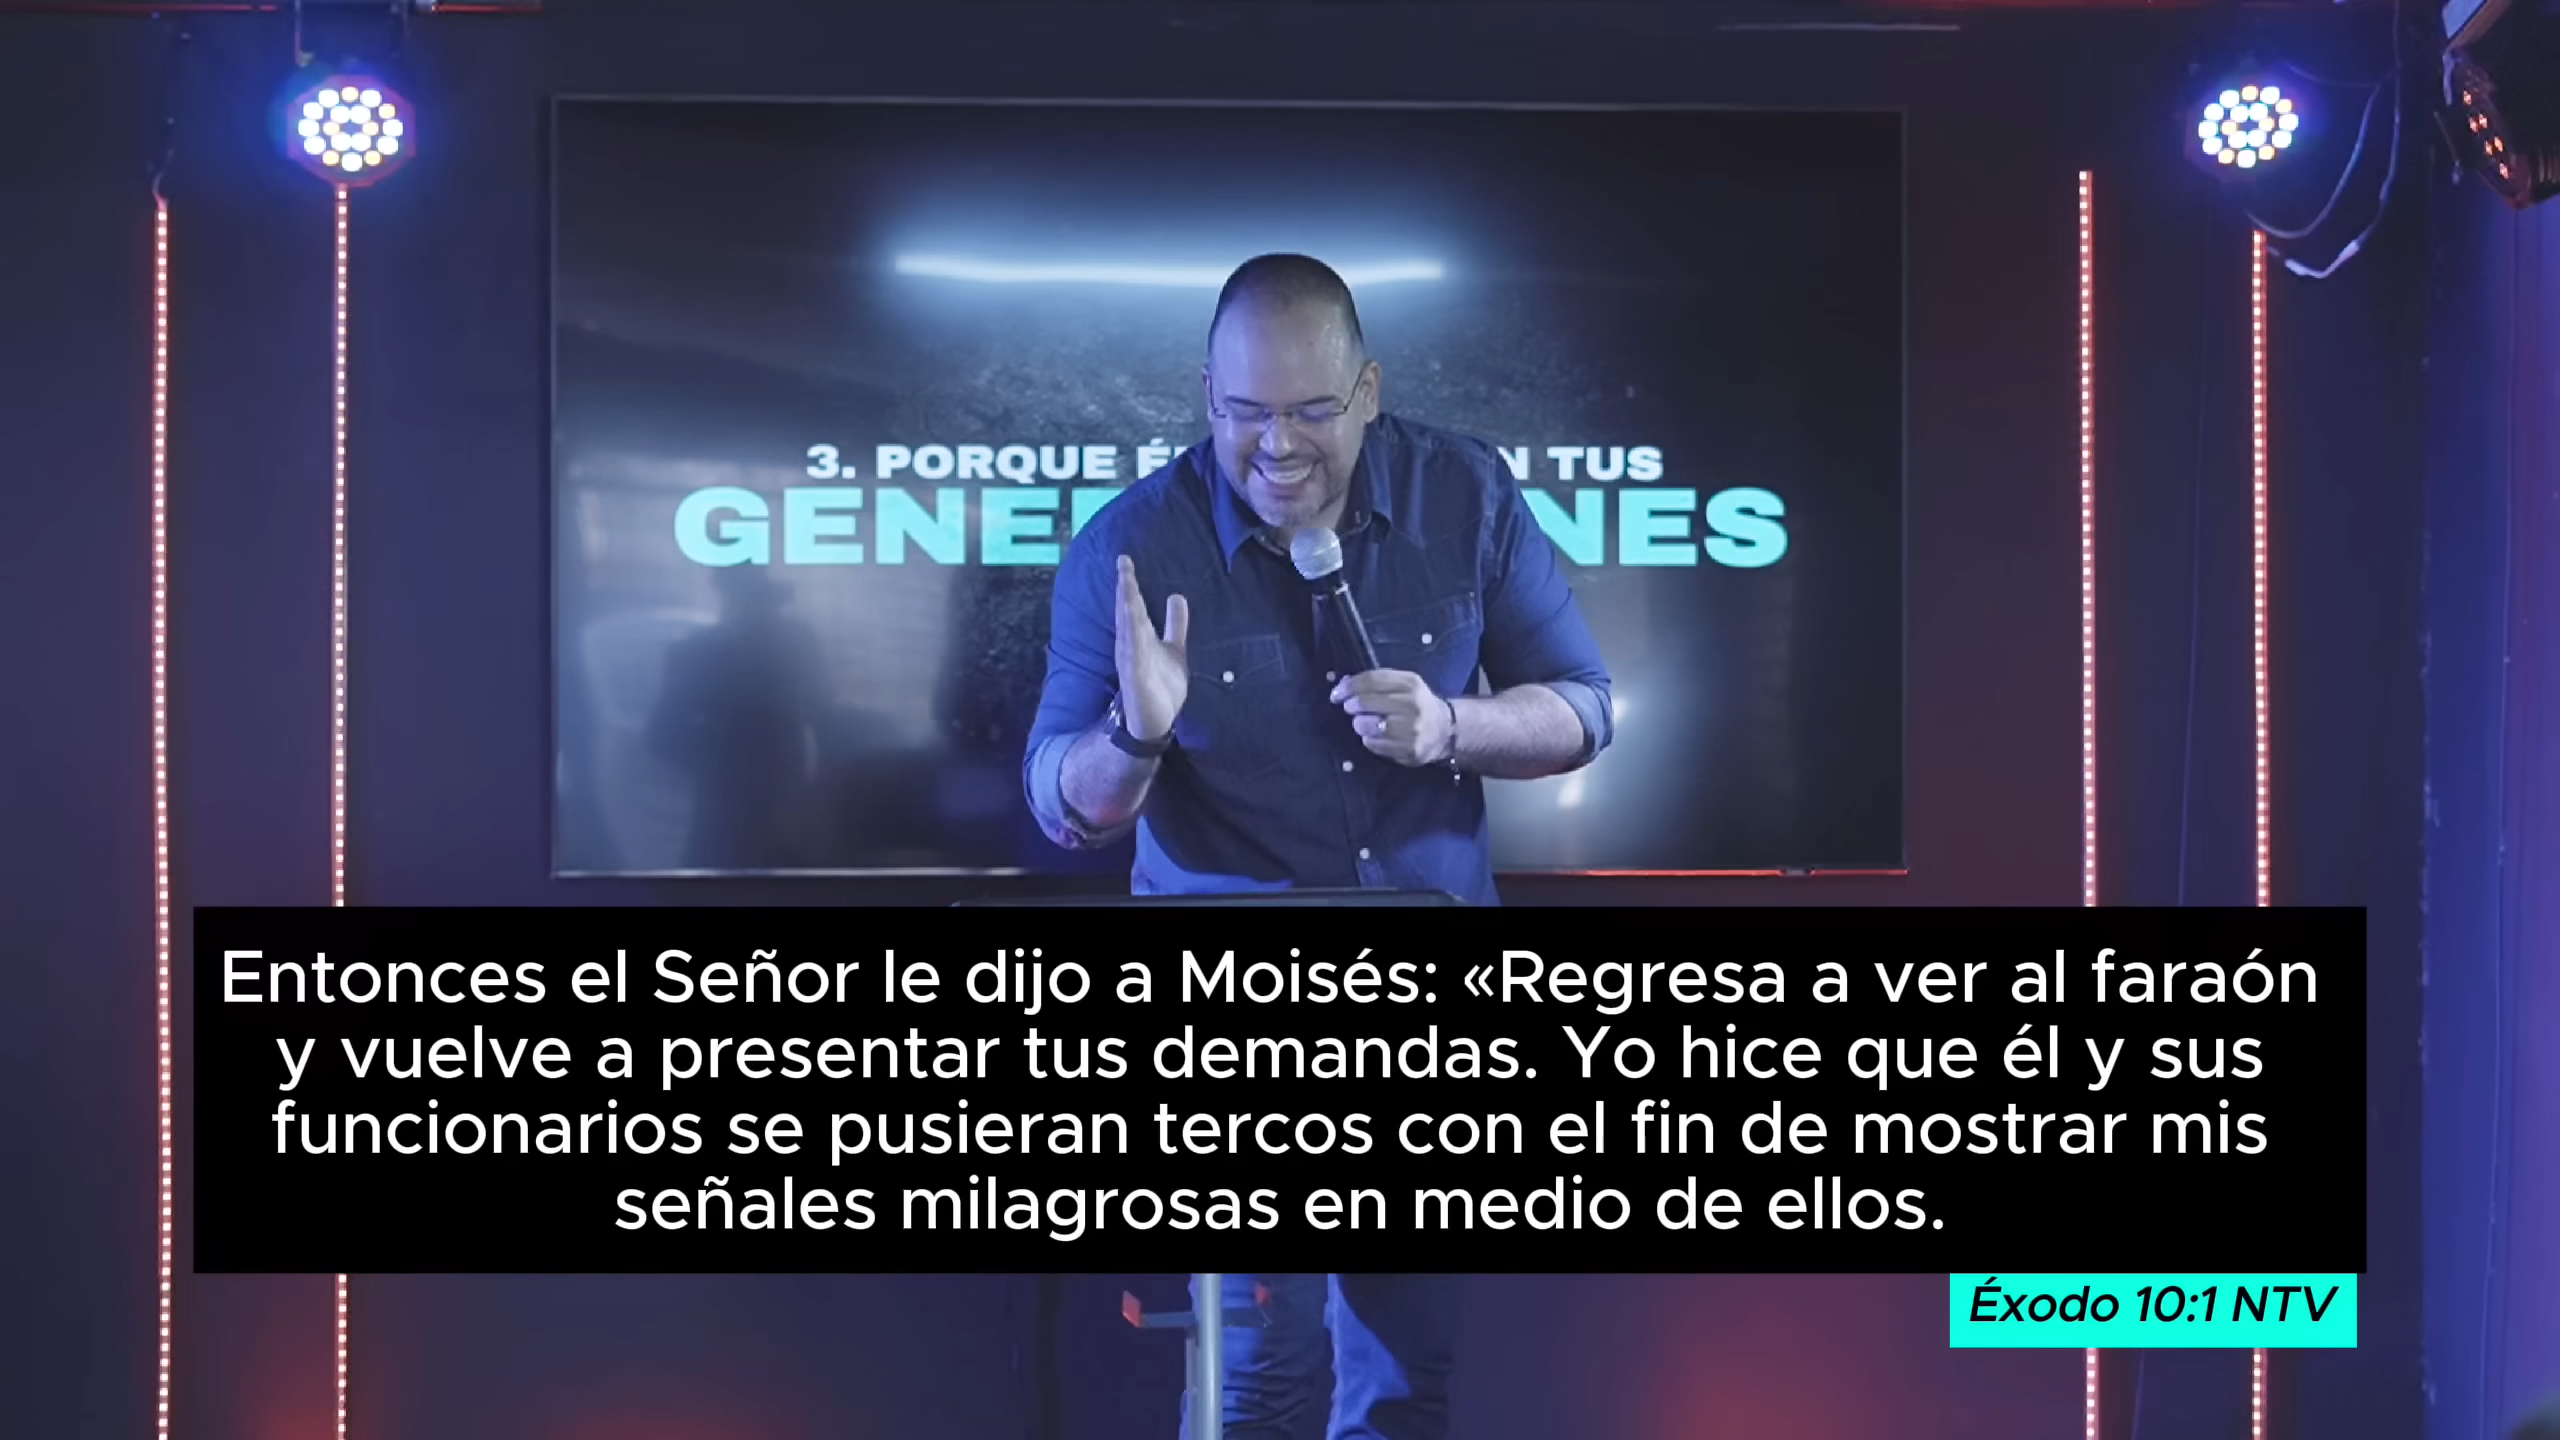 3. PORQUE TUS
Entonces el Señor le dijo a Moisés: «Regresa a ver al faraón
y vuelve a presentar tus demandas. Yo hice que él y sus
funcionarios se pusieran tercos con el fin de mostrar mis
señales milagrosas en medio de ellos.
Éxodo 10:1 NTV